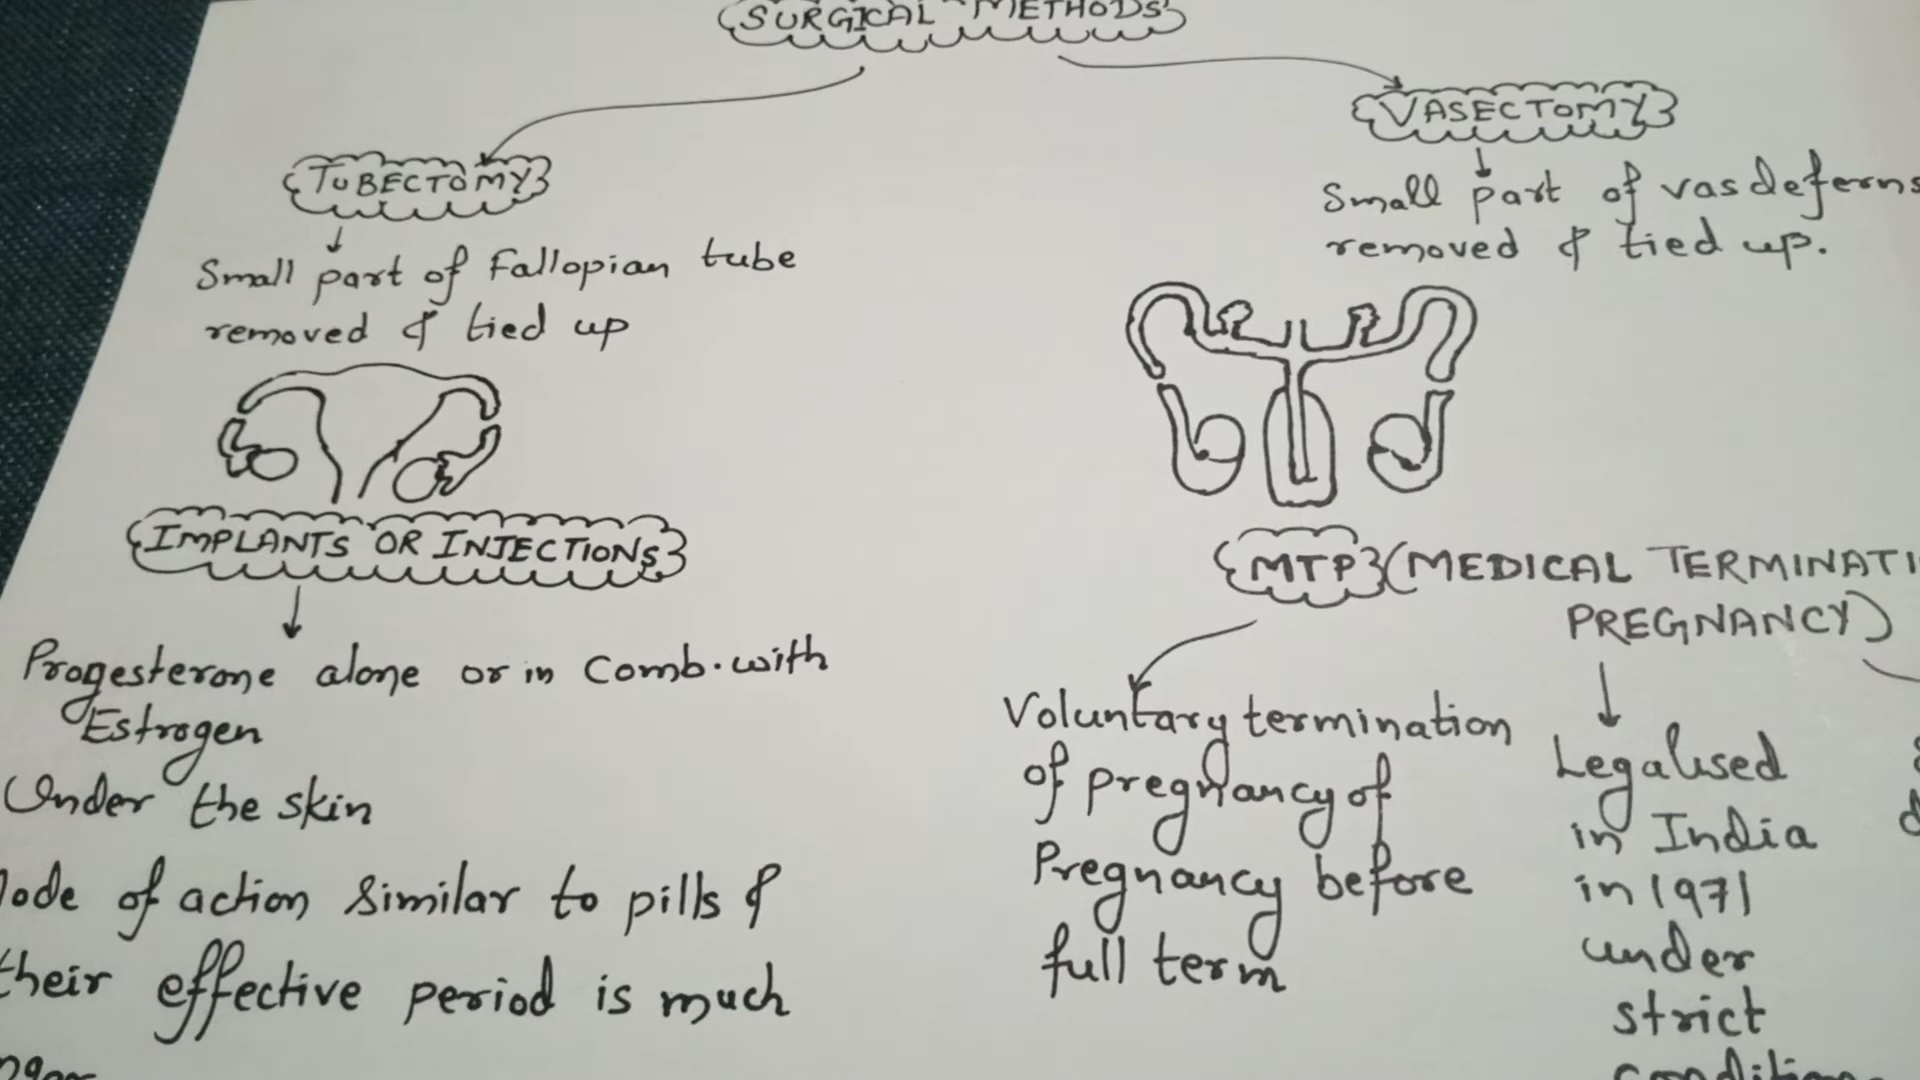 SURGICAL METHODS
TUBECTOMY
Small part of Fallopian tube
removed & tied up
VASECTOMY
Small part of vas deferns
removed & tied up.
IMPLANTS OR INJECTIONS
Progesterone alone or in Comb. with
Estrogen
Under the skin
ode of action Similar to pills &
their effective period is much
MTP (MEDICAL TERMINATI
PREGNANCY)
Voluntary termination
of pregnancy of
Pregnancy before
full term
Legalised
in India
in 1971
under
strict